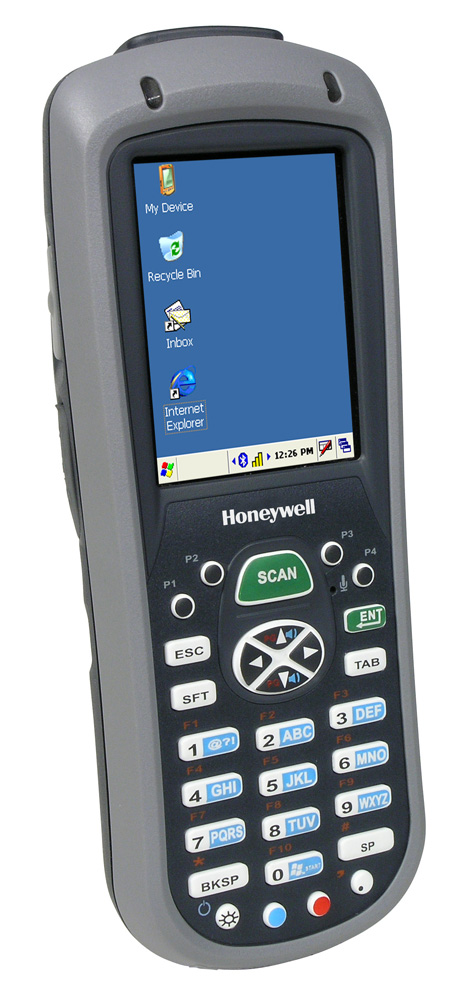 My Device
Recycle Bin
Inbox
Internet
Explorer
12:26 PM
Honeywell
P1
P2
SCAN
P3
P4
ENT
ESC
TAB
SFT
F1
F2
F3
1 @?!
2 ABC
3 DEF
F4
F5
F6
4 GHI
5 JKL
6 MNO
F7
F8
F9
7 PQRS
8 TUV
9 WXYZ
*
F10
#
BKSP
0 START
SP
,
.